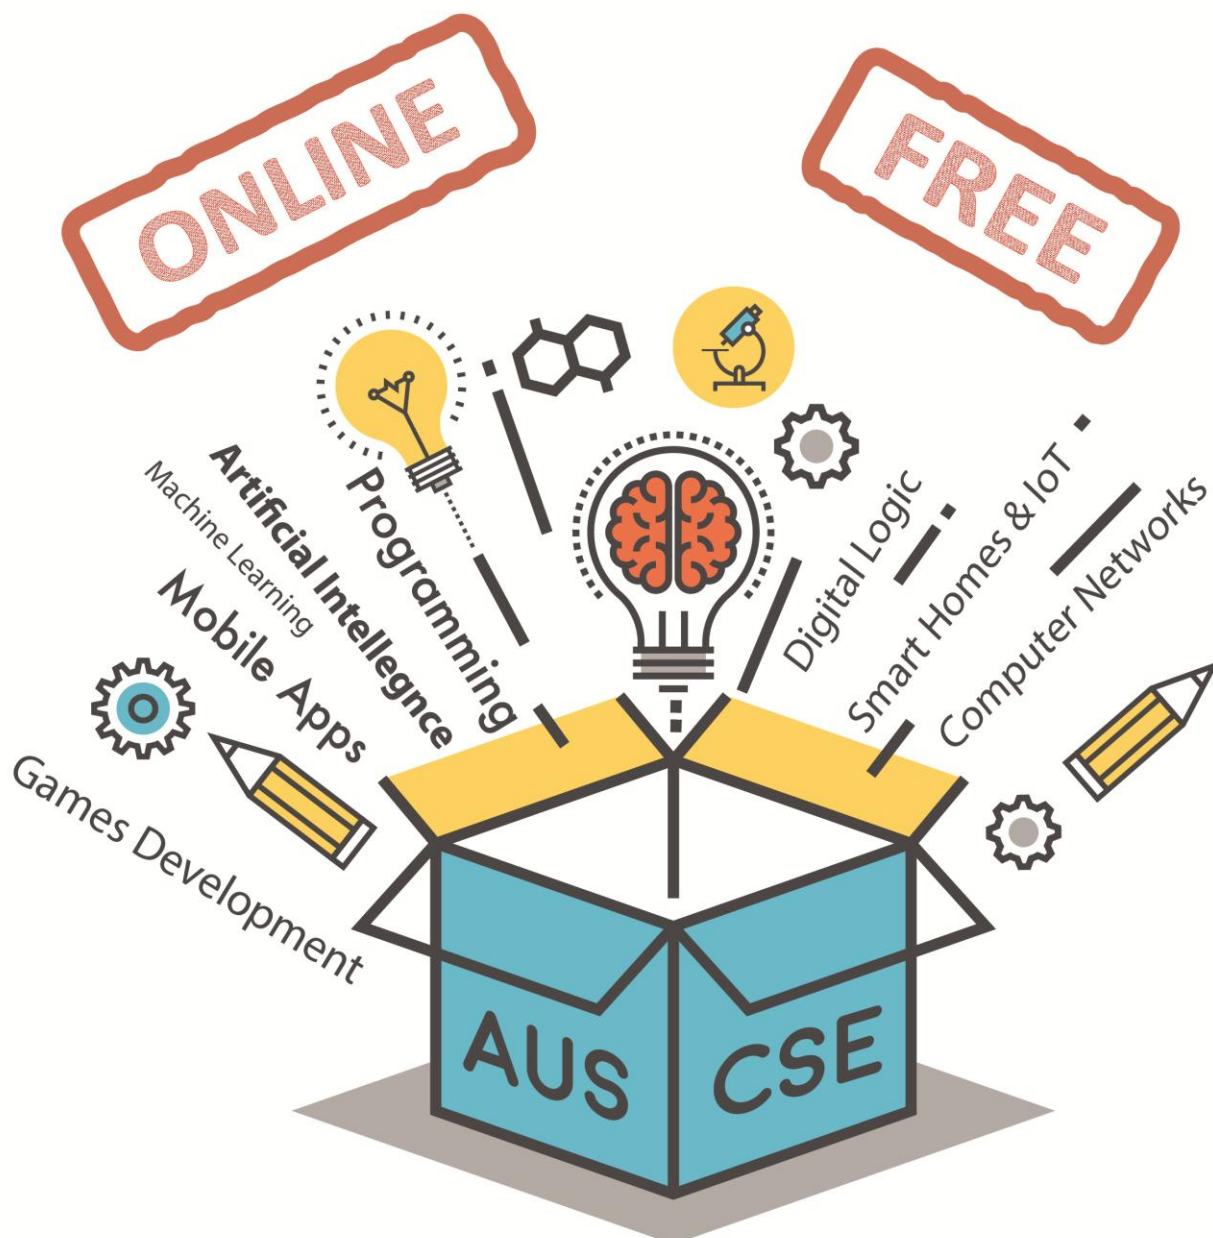 ONLINE
FREE
Programming
Artificial Intellegnce
Machine Learning
Mobile Apps
Games Development
Digital Logic
Smart Homes & IoT
Computer Networks
AUS
CSE